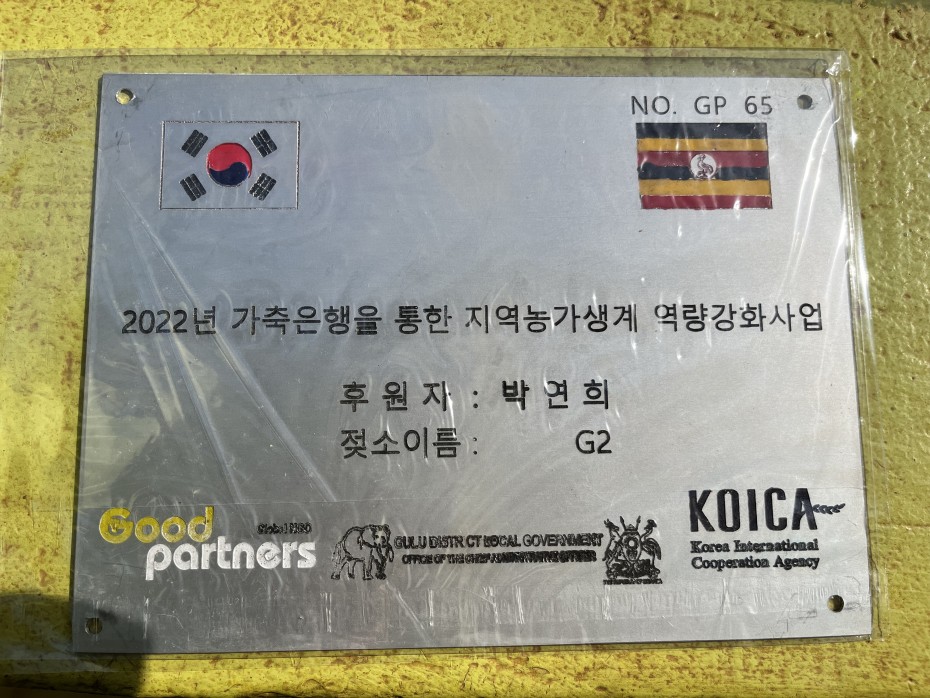 NO. GP 65
2022년 가축은행을 통한 지역농가생계 역량강화사업
후원자 : 박연희
젖소이름 : G2
Good partners
Global NGO
GULU DISTRICT LOCAL GOVERNMENT
OFFICE OF THE CHIEF ADMINISTRATIVE OFFICER
KOICA
Korea International
Cooperation Agency